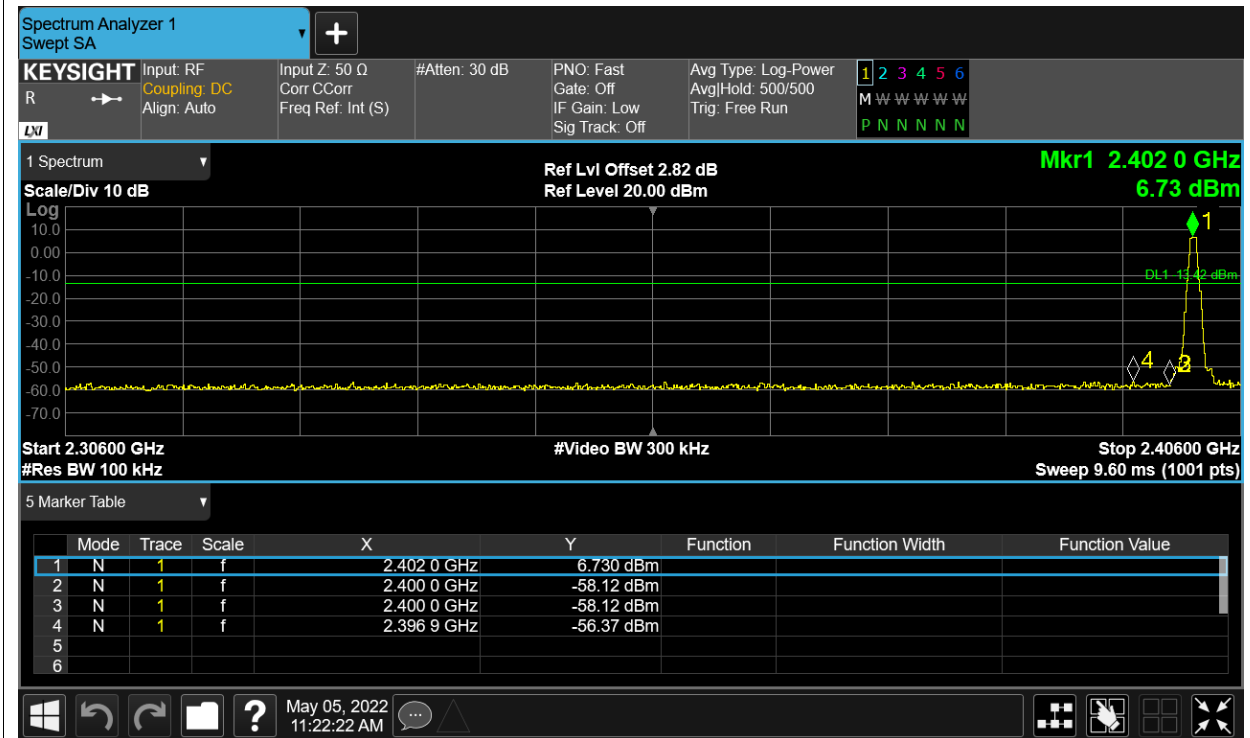 Spectrum Analyzer 1
Swept SA
+
KEYSIGHT Input: RF Input Z: 50 Ω #Atten: 30 dB PNO: Fast Avg Type: Log-Power 1 2 3 4 5 6
R Coupling: DC Corr CCorr Gate: Off Avg|Hold: 500/500 M W W W W W
Align: Auto Freq Ref: Int (S) IF Gain: Low Trig: Free Run
LXI Sig Track: Off P N N N N N
1 Spectrum Ref Lvl Offset 2.82 dB Mkr1 2.402 0 GHz
Scale/Div 10 dB Ref Level 20.00 dBm 6.73 dBm
Log
1
10.0
0.00
-10.0
DL1 -13.42 dBm
-20.0
-30.0
-40.0
-50.0
4
-60.0
-70.0
Start 2.30600 GHz #Video BW 300 kHz Stop 2.40600 GHz
#Res BW 100 kHz Sweep 9.60 ms (1001 pts)
5 Marker Table
Mode Trace Scale X Y Function Function Width Function Value
1 N 1 f 2.402 0 GHz 6.730 dBm
2 N 1 f 2.400 0 GHz -58.12 dBm
3 N 1 f 2.400 0 GHz -58.12 dBm
4 N 1 f 2.396 9 GHz -56.37 dBm
5
6
? May 05, 2022
11:22:22 AM